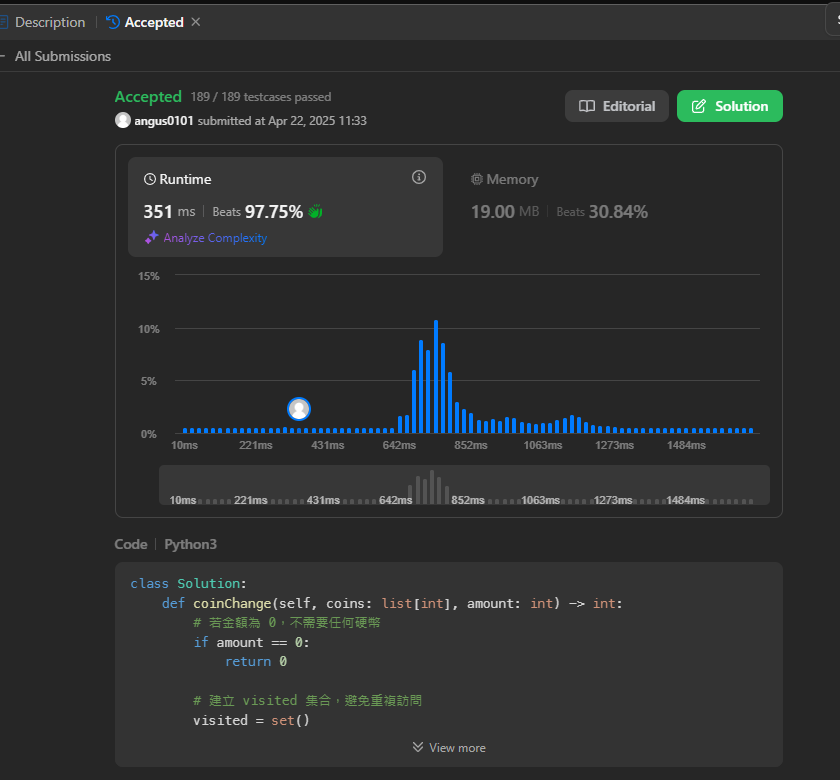 Description | Accepted ×
All Submissions
Accepted 189 / 189 testcases passed
Editorial
Solution
angus0101 submitted at Apr 22, 2025 11:33
Runtime
351 ms | Beats 97.75%
Analyze Complexity
Memory
19.00 MB | Beats 30.84%
15%
10%
5%
0%
10ms 221ms 431ms 642ms 852ms 1063ms 1273ms 1484ms
10ms 221ms 431ms 642ms 852ms 1063ms 1273ms 1484ms
Code | Python3
class Solution:
    def coinChange(self, coins: list[int], amount: int) -> int:
        # 若金額為 0，不需要任何硬幣
        if amount == 0:
            return 0
        # 建立 visited 集合，避免重複訪問
        visited = set()
View more